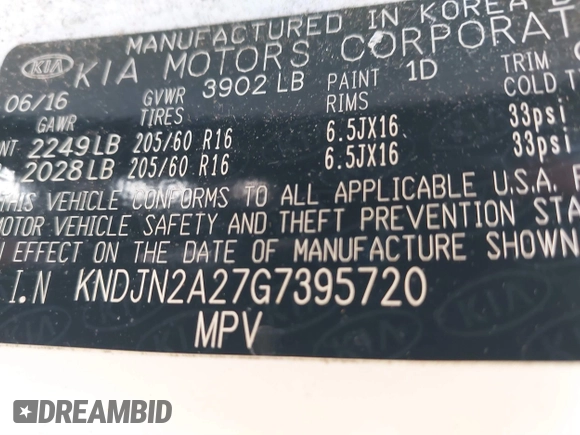 MANUFACTURED IN KOREA
KIA KIA MOTORS CORPORAT
06/16 GVWR 3902 LB PAINT 1D TRIM
GAWR TIRES RIMS COLD
NT 2249LB 205/60 R16 6.5JX16 33psi
2028LB 205/60 R16 6.5JX16 33psi
THIS VEHICLE CONFORMS TO ALL APPLICABLE U.S.A. F
MOTOR VEHICLE SAFETY AND THEFT PREVENTION STA
N EFFECT ON THE DATE OF MANUFACTURE SHOWN
I.N KNDJN2A27G7395720
MPV
DREAMBID